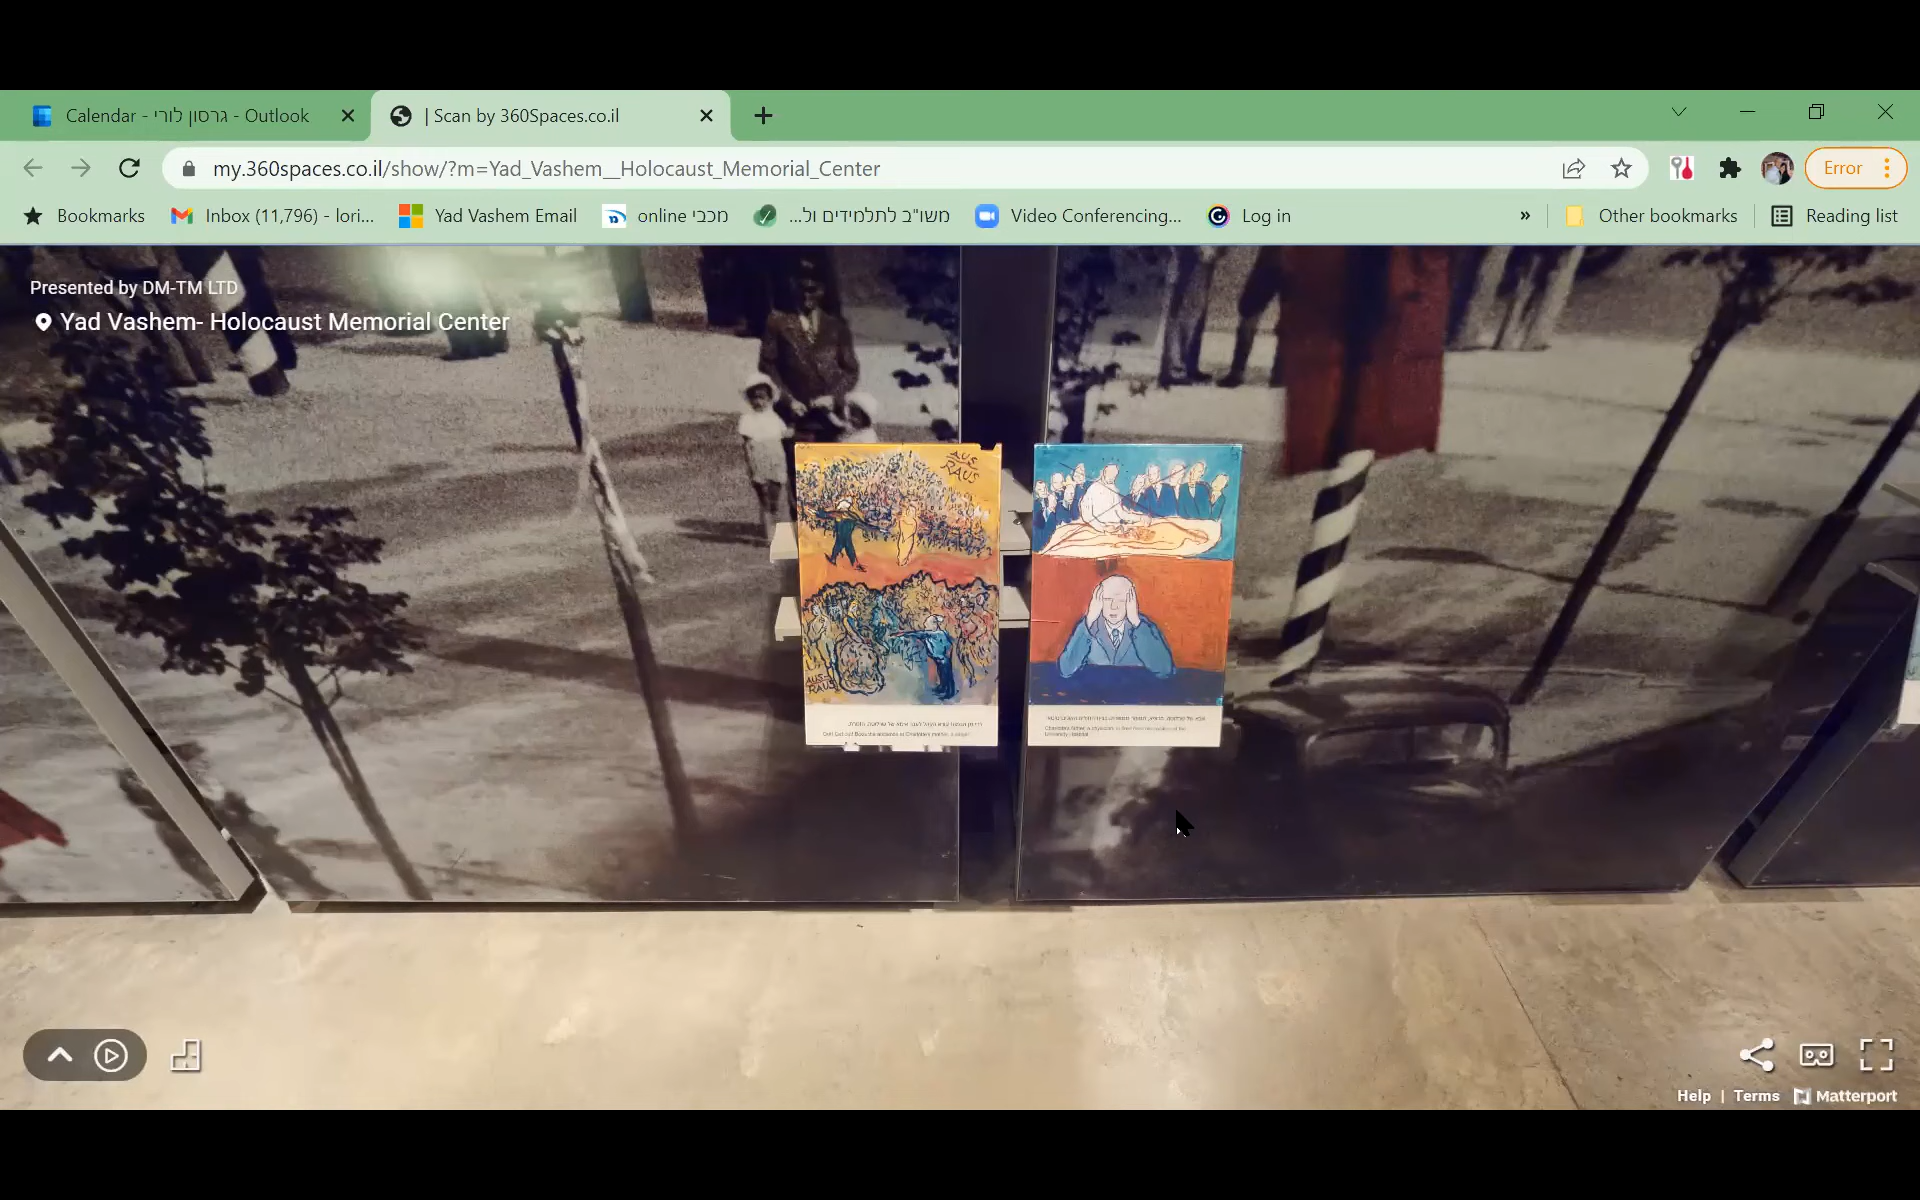 Calendar - גרסון לורי - Outlook
| Scan by 360Spaces.co.il
my.360spaces.co.il/show/?m=Yad_Vashem__Holocaust_Memorial_Center
Error
Bookmarks
Inbox (11,796) - lori...
Yad Vashem Email
online מכבי
משו"ב לתלמידים ול...
Video Conferencing...
Log in
»
Other bookmarks
Reading list
Presented by DM-TM LTD
Yad Vashem- Holocaust Memorial Center
AUS
RAUS
AUS-
RAUS
Help | Terms
Matterport